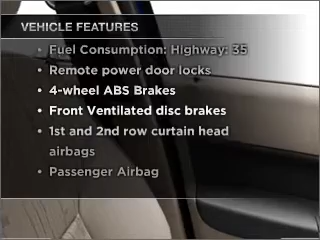 VEHICLE FEATURES
• Fuel Consumption: Highway: 35
• Remote power door locks
• 4-wheel ABS Brakes
• Front Ventilated disc brakes
• 1st and 2nd row curtain head
airbags
• Passenger Airbag